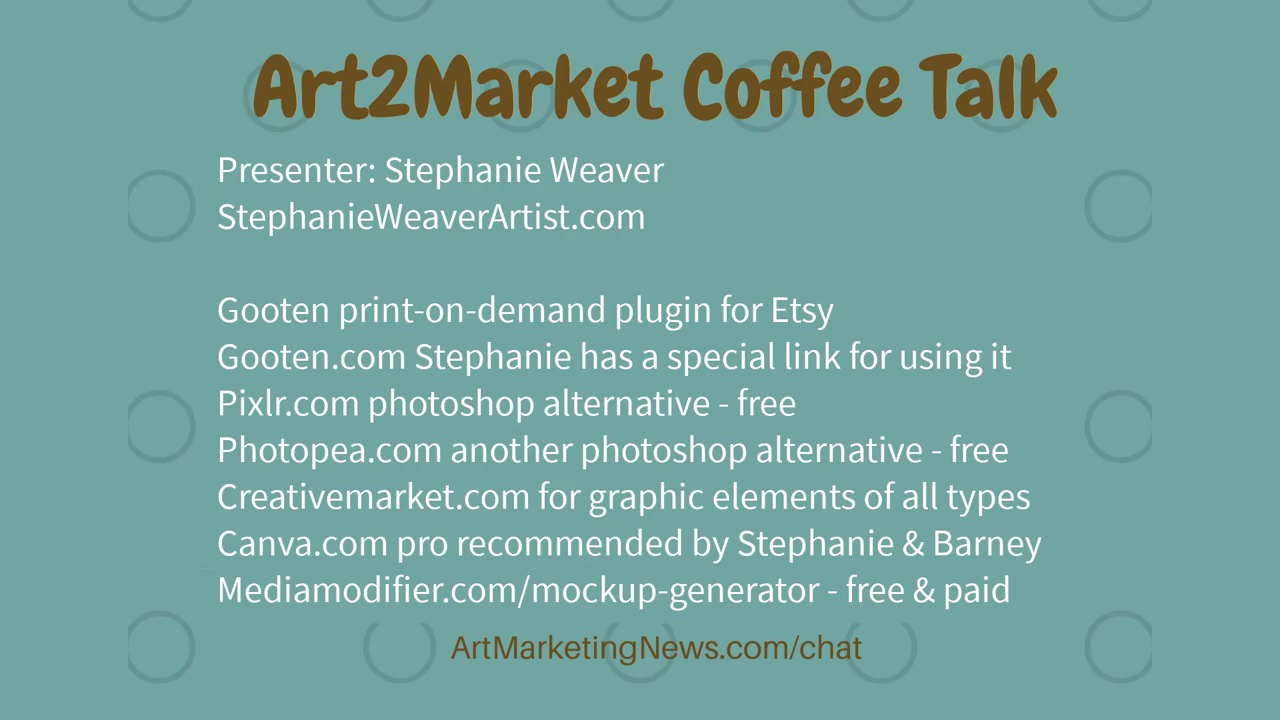 Art2Market Coffee Talk
Presenter: Stephanie Weaver
StephanieWeaverArtist.com
Gooten print-on-demand plugin for Etsy
Gooten.com Stephanie has a special link for using it
Pixlr.com photoshop alternative - free
Photopea.com another photoshop alternative - free
Creativemarket.com for graphic elements of all types
Canva.com pro recommended by Stephanie & Barney
Mediamodifier.com/mockup-generator - free & paid
ArtMarketingNews.com/chat